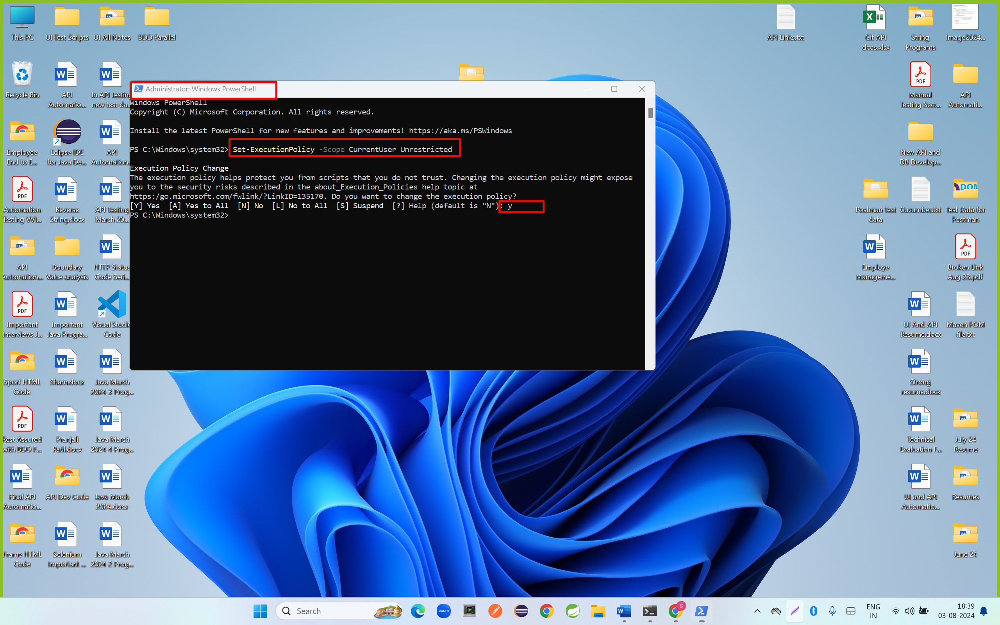 This PC
UI Test Scripts
UI All Notes
BDD Parallel
API Links.txt
Git API
dcos.xlsx
String
Programs
Image2024...
Recycle Bin
API
Automatio...
In API testing
new test da...
Manual
Testing Sect...
API
Automati...
Administrator: Windows PowerShell
Windows PowerShell
Copyright (C) Microsoft Corporation. All rights reserved.
Install the latest PowerShell for new features and improvements! https://aka.ms/PSWindows
PS C:\Windows\system32> Set-ExecutionPolicy -Scope CurrentUser Unrestricted
Execution Policy Change
The execution policy helps protect you from scripts that you do not trust. Changing the execution policy might expose
you to the security risks described in the about_Execution_Policies help topic at
https:/go.microsoft.com/fwlink/?LinkID=135170. Do you want to change the execution policy?
[Y] Yes  [A] Yes to All  [N] No  [L] No to All  [S] Suspend  [?] Help (default is "N"): y
PS C:\Windows\system32>
Employee
End to E...
Eclipse IDE
for Java De...
API
Automation.
New API and
DB Develop...
Automation
Testing VVI...
Reverse
String.docx
API Testing
March 20...
Postman Test
data
Cucumber.txt
Test Data for
Postman
API
Automation...
Boundary
Value analysis
HTTP Status
Code Seri...
Employe
Manageme...
Broken Link
Aug 23.pdf
Important
Interviews J...
Important
Java Progra...
Visual Studio
Code
UI And API
Resume.docx
Maven POM
file.txt
Sport HTML
Code
Sham.docx
Java March
2024 3 Prog...
Strong
resume.docx
Rest Assured
with BDD F...
Pranjali
Patil.docx
Java March
2024 4 Prog...
Technical
Evaluation F...
July 24
Resume
Final API
Automatio...
API Dev Code
Java March
2024.docx
UI and API
Automatio...
Resumes
Frame HTML
Code
Selenium
Important ...
Java March
2024 2 Prog...
June 24
Search
zoom
S
ENG
IN
18:39
03-08-2024